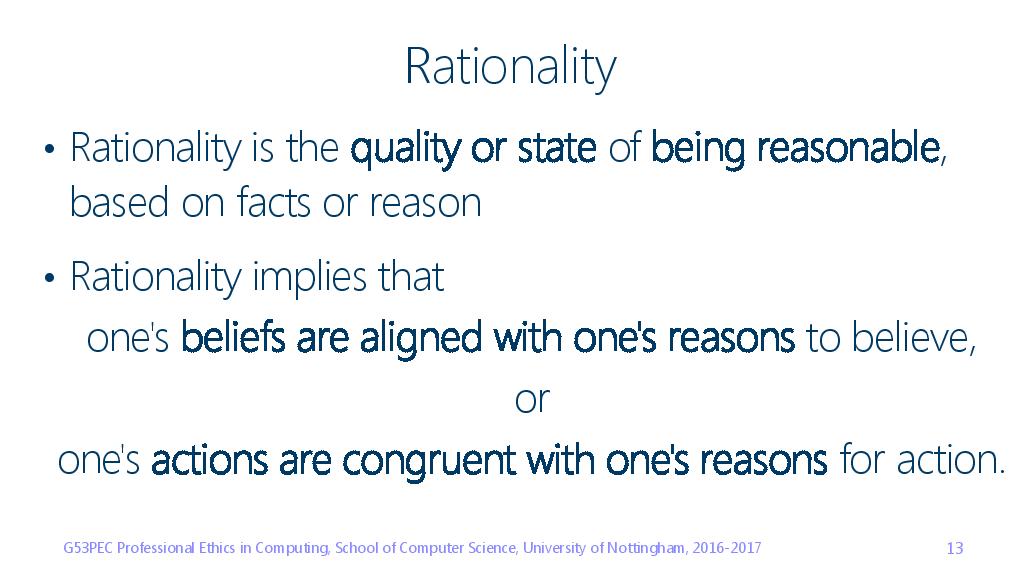 Rationality
• Rationality is the quality or state of being reasonable,
based on facts or reason
• Rationality implies that
one's beliefs are aligned with one's reasons to believe,
or
one's actions are congruent with one's reasons for action.
G53PEC Professional Ethics in Computing, School of Computer Science, University of Nottingham, 2016-2017
13